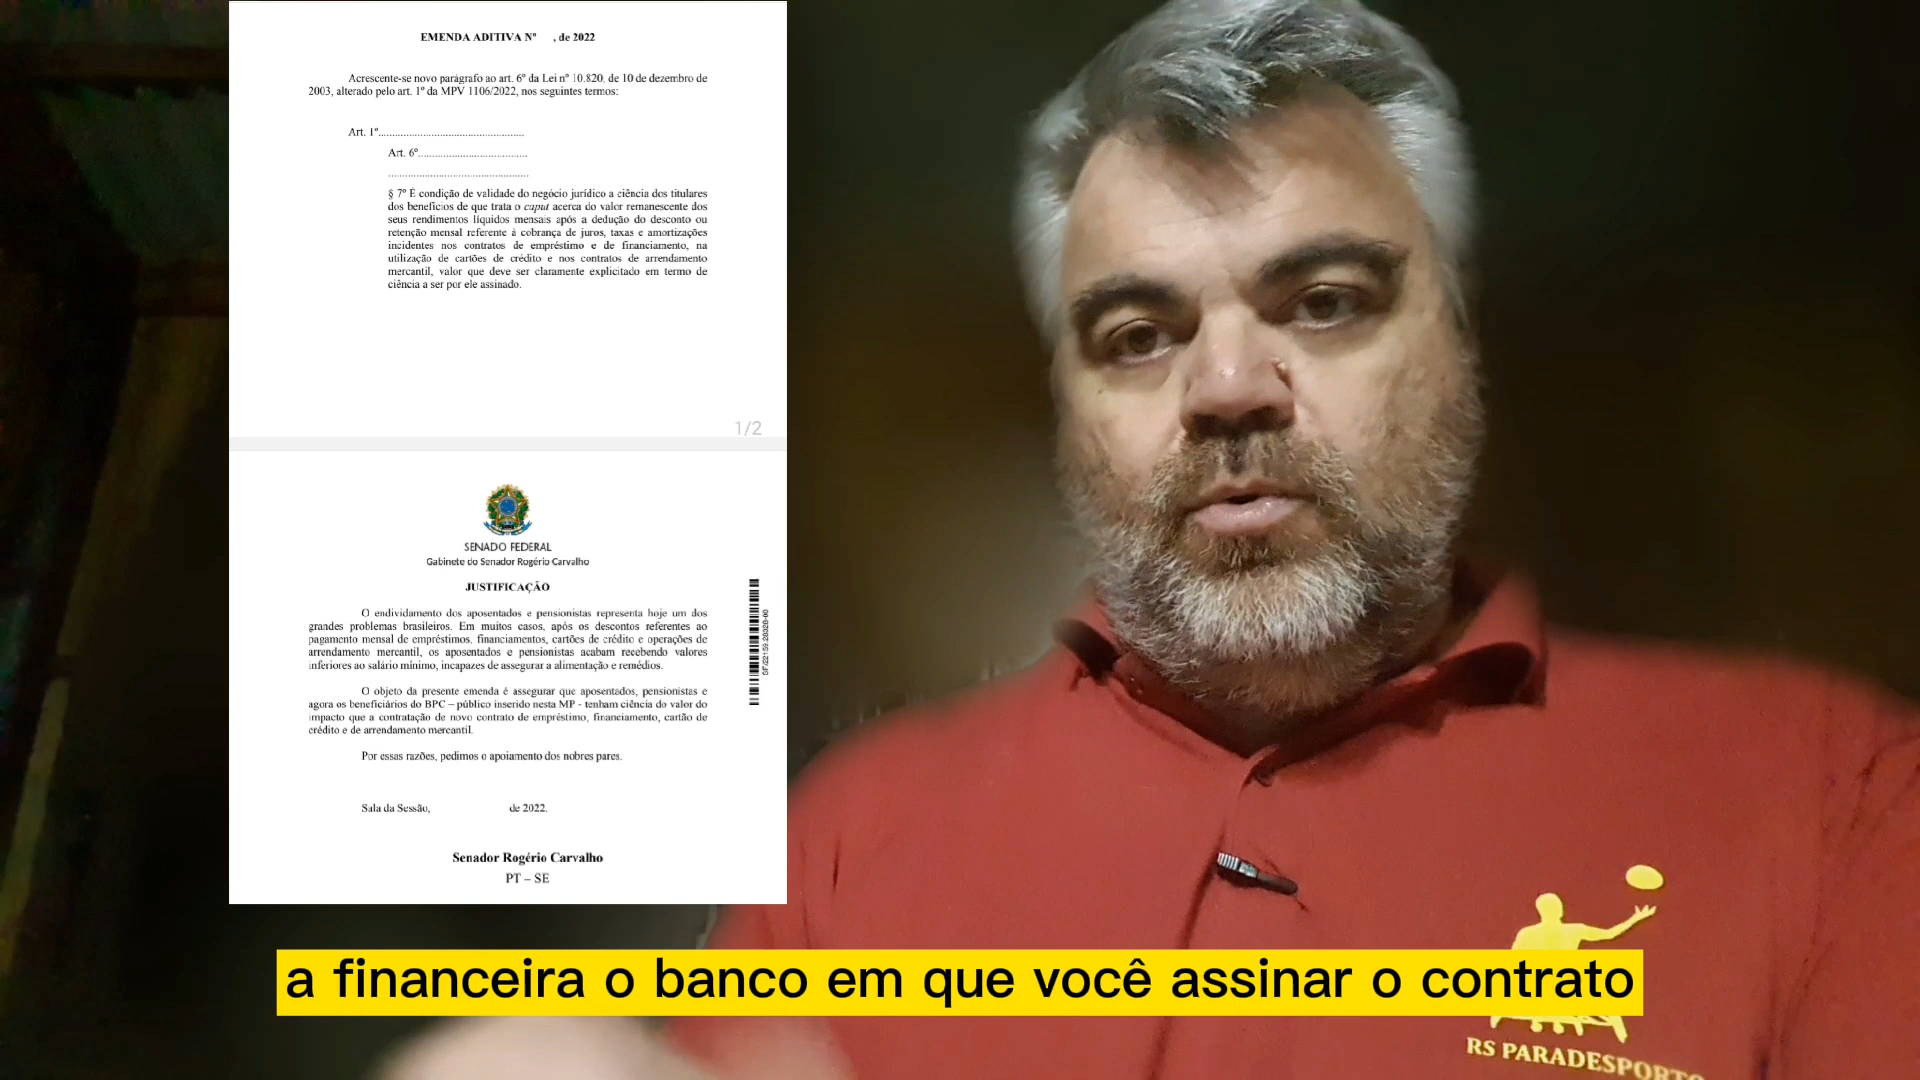 EMENDA ADITIVA Nº , de 2022
Acrescente-se novo parágrafo ao art. 6º da Lei nº 10.820, de 10 de dezembro de
2003, alterado pelo art. 1º da MPV 1106/2022, nos seguintes termos:
Art. 1º......................................................
Art. 6º.......................................
....................................................
§ 7º É condição de validade do negócio jurídico a ciência dos titulares
dos benefícios de que trata o caput acerca do valor remanescente dos
seus rendimentos líquidos mensais após a dedução do desconto ou
retenção mensal referente à cobrança de juros, taxas e amortizações
incidentes nos contratos de empréstimo e de financiamento, na
utilização de cartões de crédito e nos contratos de arrendamento
mercantil, valor que deve ser claramente explicitado em termo de
ciência a ser por ele assinado.
1/2
SENADO FEDERAL
Gabinete do Senador Rogério Carvalho
JUSTIFICAÇÃO
O endividamento dos aposentados e pensionistas representa hoje um dos
grandes problemas brasileiros. Em muitos casos, após os descontos referentes ao
pagamento mensal de empréstimos, financiamentos, cartões de crédito e operações de
arrendamento mercantil, os aposentados e pensionistas acabam recebendo valores
inferiores ao salário mínimo, incapazes de assegurar a alimentação e remédios.
O objeto da presente emenda é assegurar que aposentados, pensionistas e
agora os beneficiários do BPC – público inserido nesta MP - tenham ciência do valor do
impacto que a contratação de novo contrato de empréstimo, financiamento, cartão de
crédito e de arrendamento mercantil.
Por essas razões, pedimos o apoiamento dos nobres pares.
Sala da Sessão, de 2022.
Senador Rogério Carvalho
PT – SE
a financeira o banco em que você assinar o contrato
RS PARADESPORTO